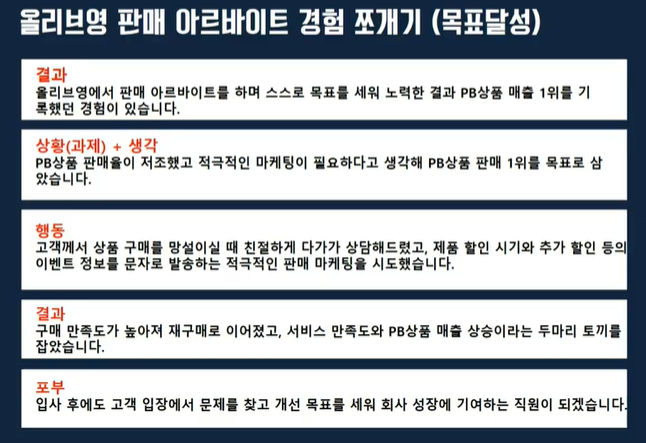 올리브영 판매 아르바이트 경험 쪼개기 (목표달성)
결과
올리브영에서 판매 아르바이트를 하며 스스로 목표를 세워 노력한 결과 PB상품 매출 1위를 기
록했던 경험이 있습니다.
상황(과제) + 생각
PB상품 판매율이 저조했고 적극적인 마케팅이 필요하다고 생각해 PB상품 판매 1위를 목표로 삼
았습니다.
행동
고객께서 상품 구매를 망설이실 때 친절하게 다가가 상담해드렸고, 제품 할인 시기와 추가 할인 등의
이벤트 정보를 문자로 발송하는 적극적인 판매 마케팅을 시도했습니다.
결과
구매 만족도가 높아져 재구매로 이어졌고, 서비스 만족도와 PB상품 매출 상승이라는 두마리 토끼를
잡았습니다.
포부
입사 후에도 고객 입장에서 문제를 찾고 개선 목표를 세워 회사 성장에 기여하는 직원이 되겠습니다.